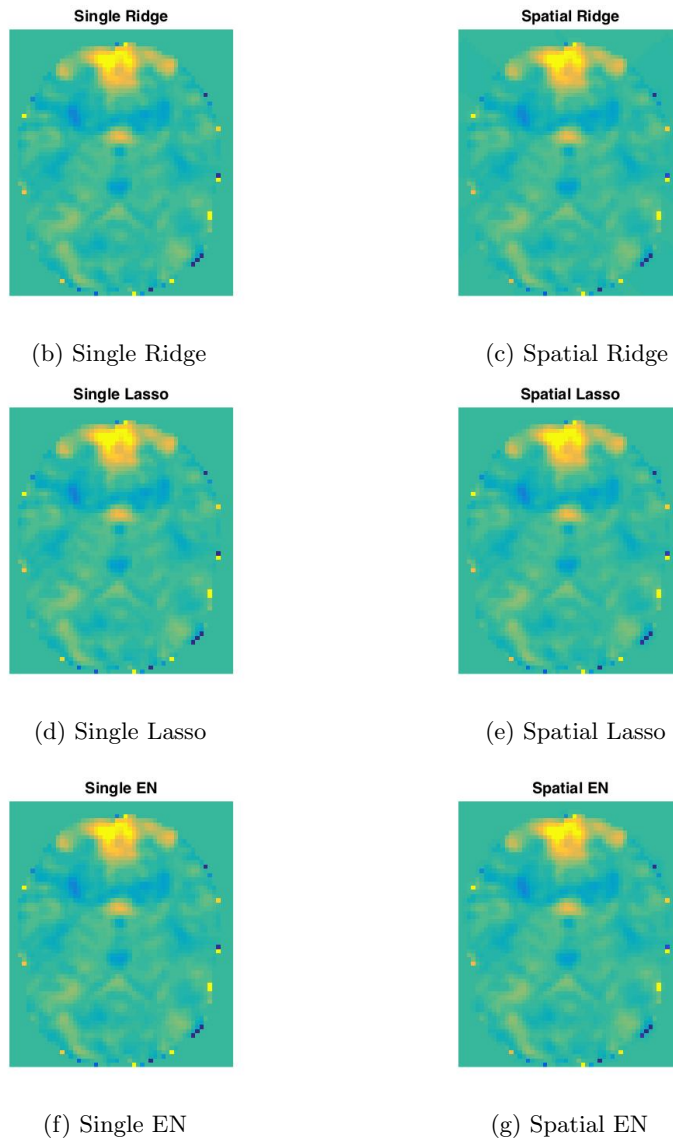 Single Ridge
Spatial Ridge
(b) Single Ridge
(c) Spatial Ridge
Single Lasso
Spatial Lasso
(d) Single Lasso
(e) Spatial Lasso
Single EN
Spatial EN
(f) Single EN
(g) Spatial EN